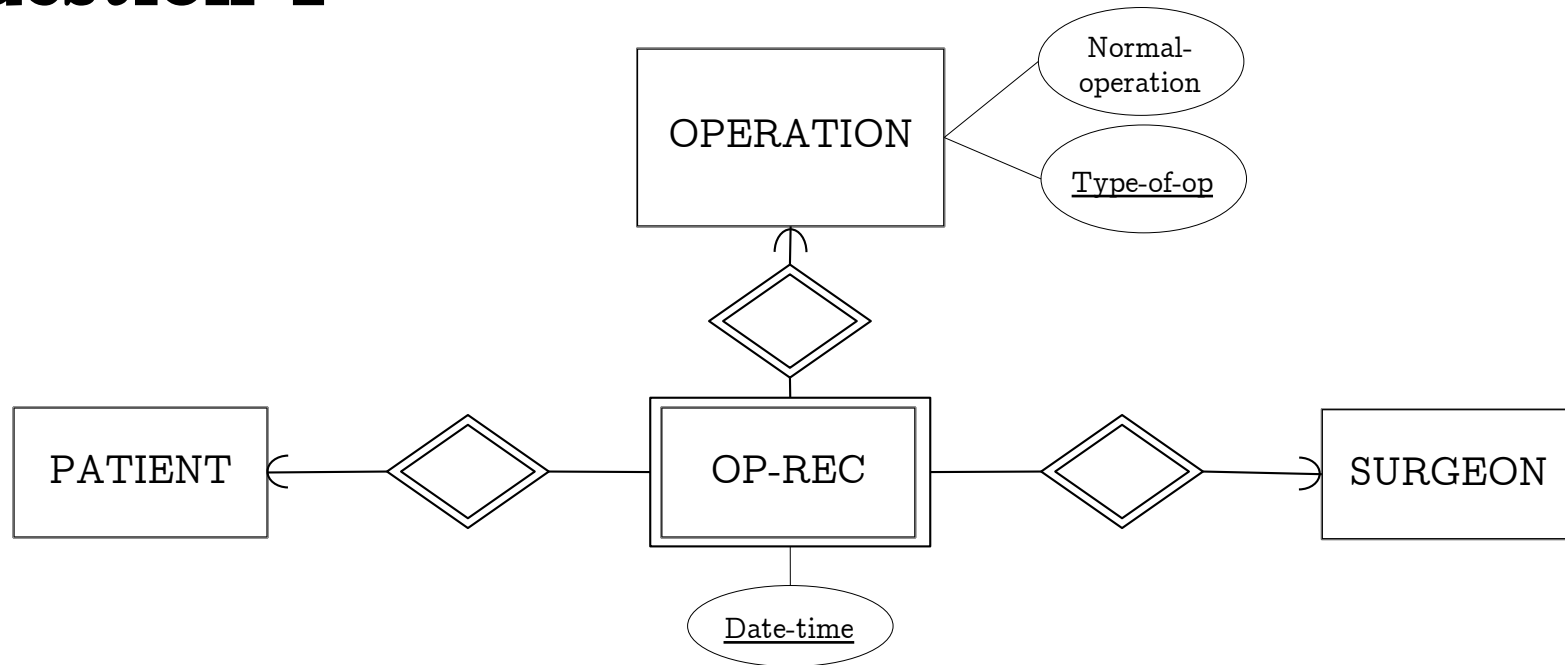 Normal-
operation
OPERATION
Type-of-op
PATIENT
OP-REC
SURGEON
Date-time